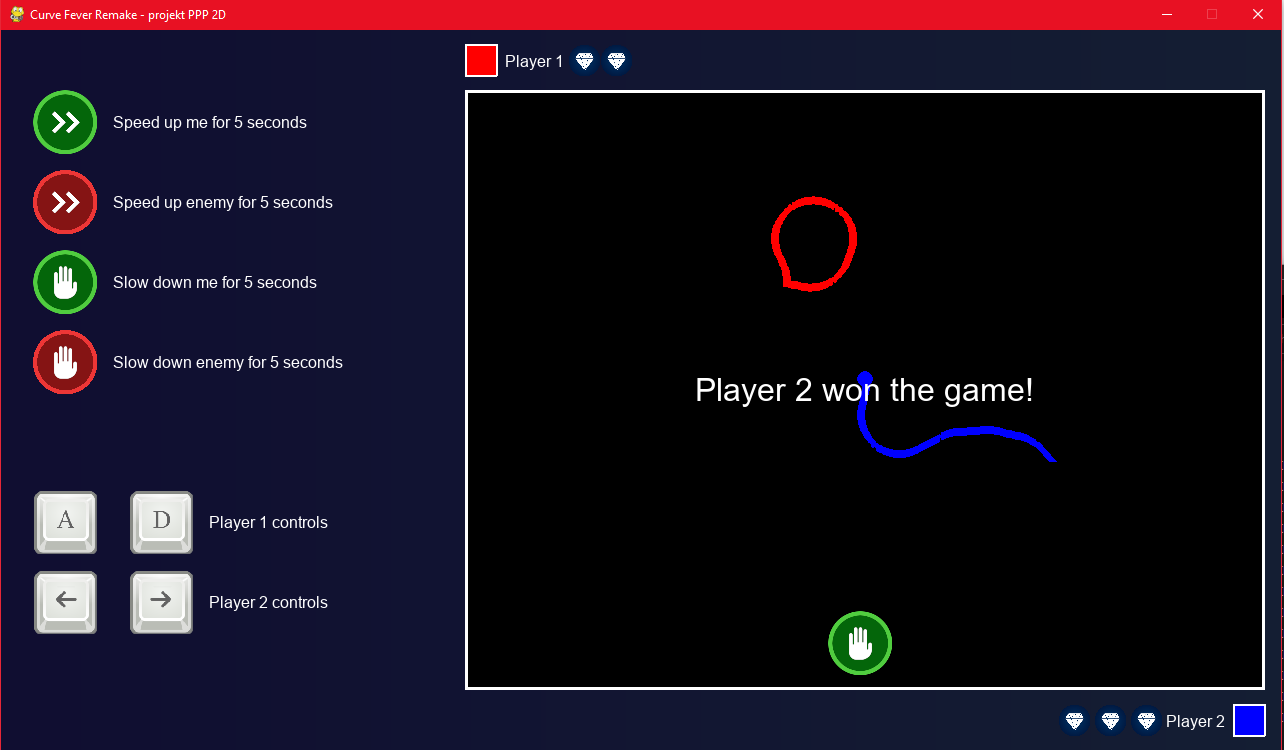 Curve Fever Remake - projekt PPP 2D
Player 1
Speed up me for 5 seconds
Speed up enemy for 5 seconds
Slow down me for 5 seconds
Slow down enemy for 5 seconds
Player 2 won the game!
A D Player 1 controls
Player 2 controls
Player 2